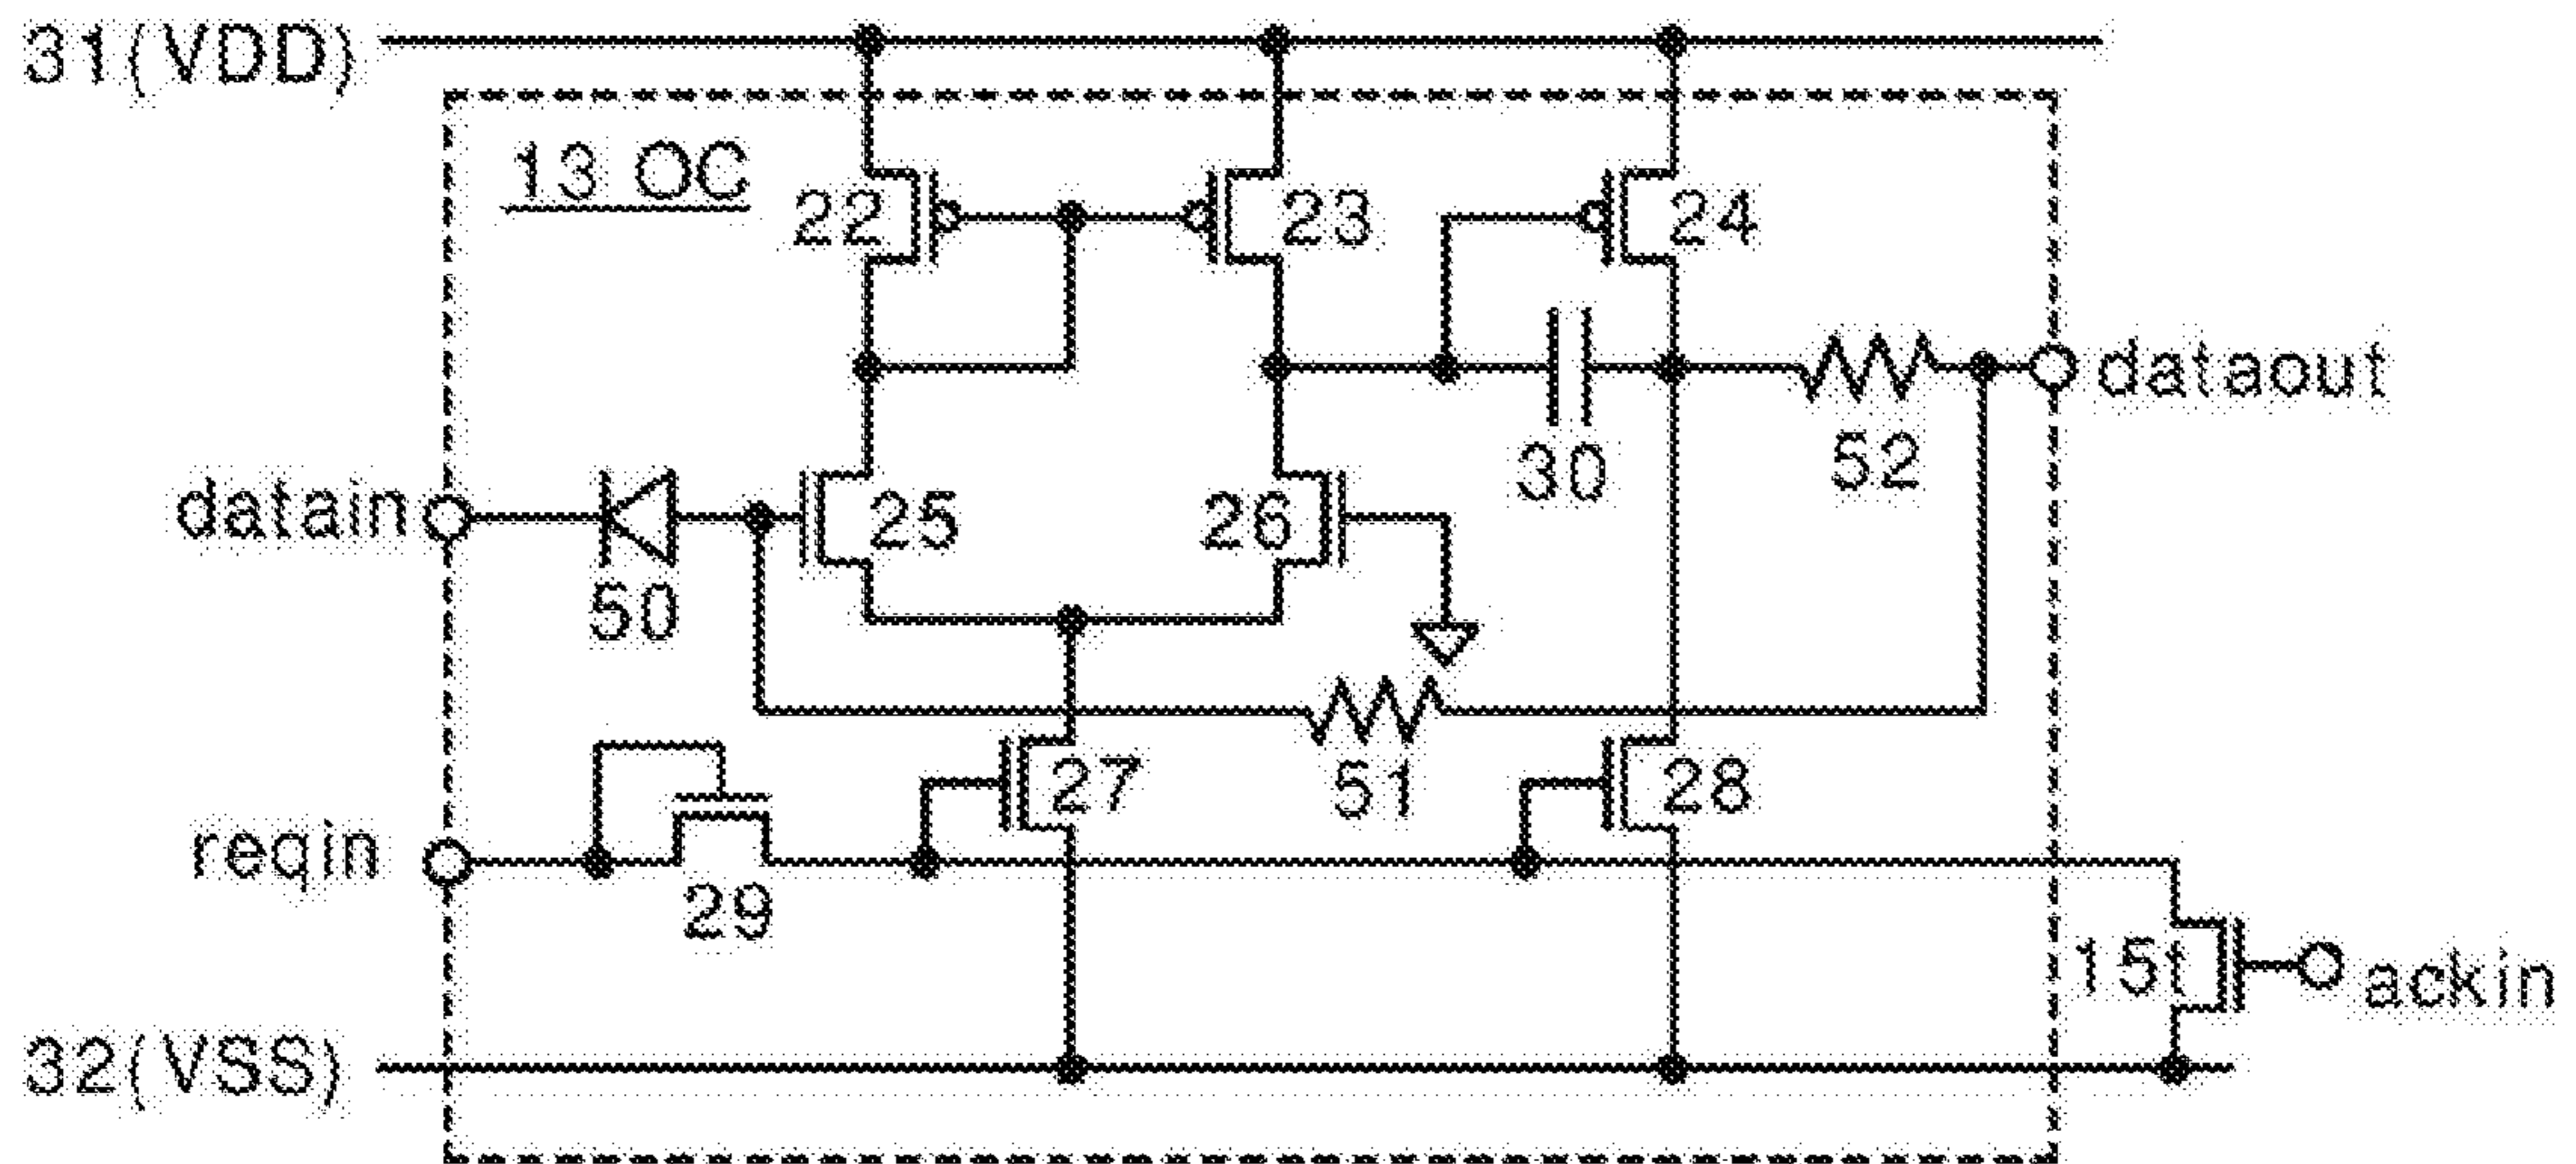 31(VDD)
13 OC
22
23
24
dataout
30
52
datain
25
26
50
27
51
28
reqin
29
15t
ackin
32(VSS)